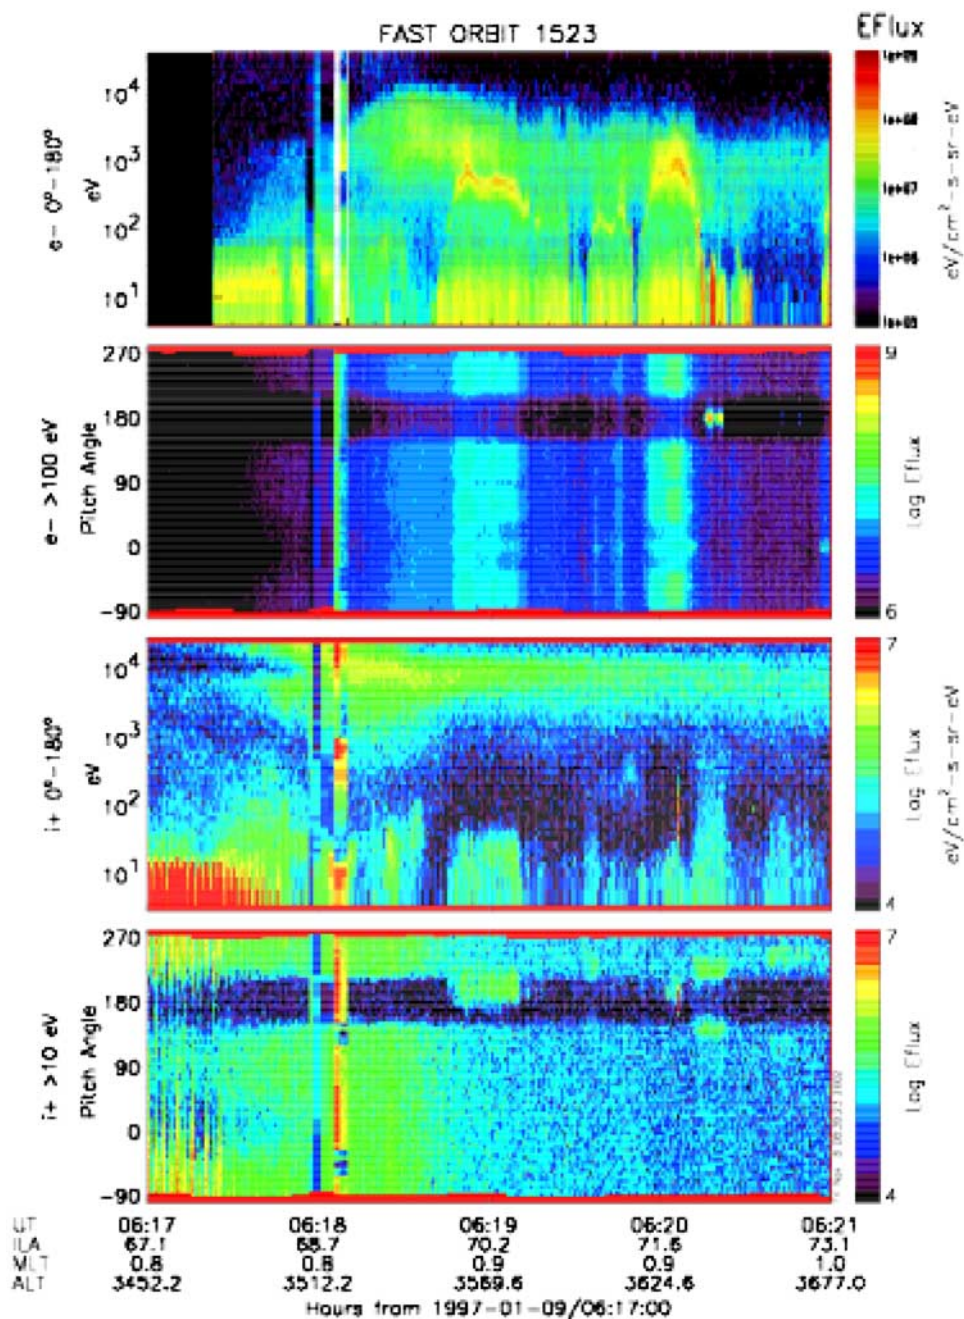 FAST ORBIT 1523
EFlux
10⁴
10³
10²
10¹
eV
e- 0°-180°
1e+09
1e+08
1e+07
1e+06
1e+05
eV/cm²-s-sr-eV
270
180
90
0
-90
Pitch Angle
e- >100 eV
9
6
Log Eflux
10⁴
10³
10²
10¹
eV
i+ 0°-180°
7
4
Log Eflux
eV/cm²-s-sr-eV
270
180
90
0
-90
Pitch Angle
i+ >10 eV
7
4
Log Eflux
UT 06:17 06:18 06:19 06:20 06:21
ILA 67.1 68.7 70.2 71.6 73.1
MLT 0.8 0.8 0.9 0.9 1.0
ALT 3452.2 3512.2 3569.6 3624.6 3677.0
Hours from 1997-01-09/06:17:00